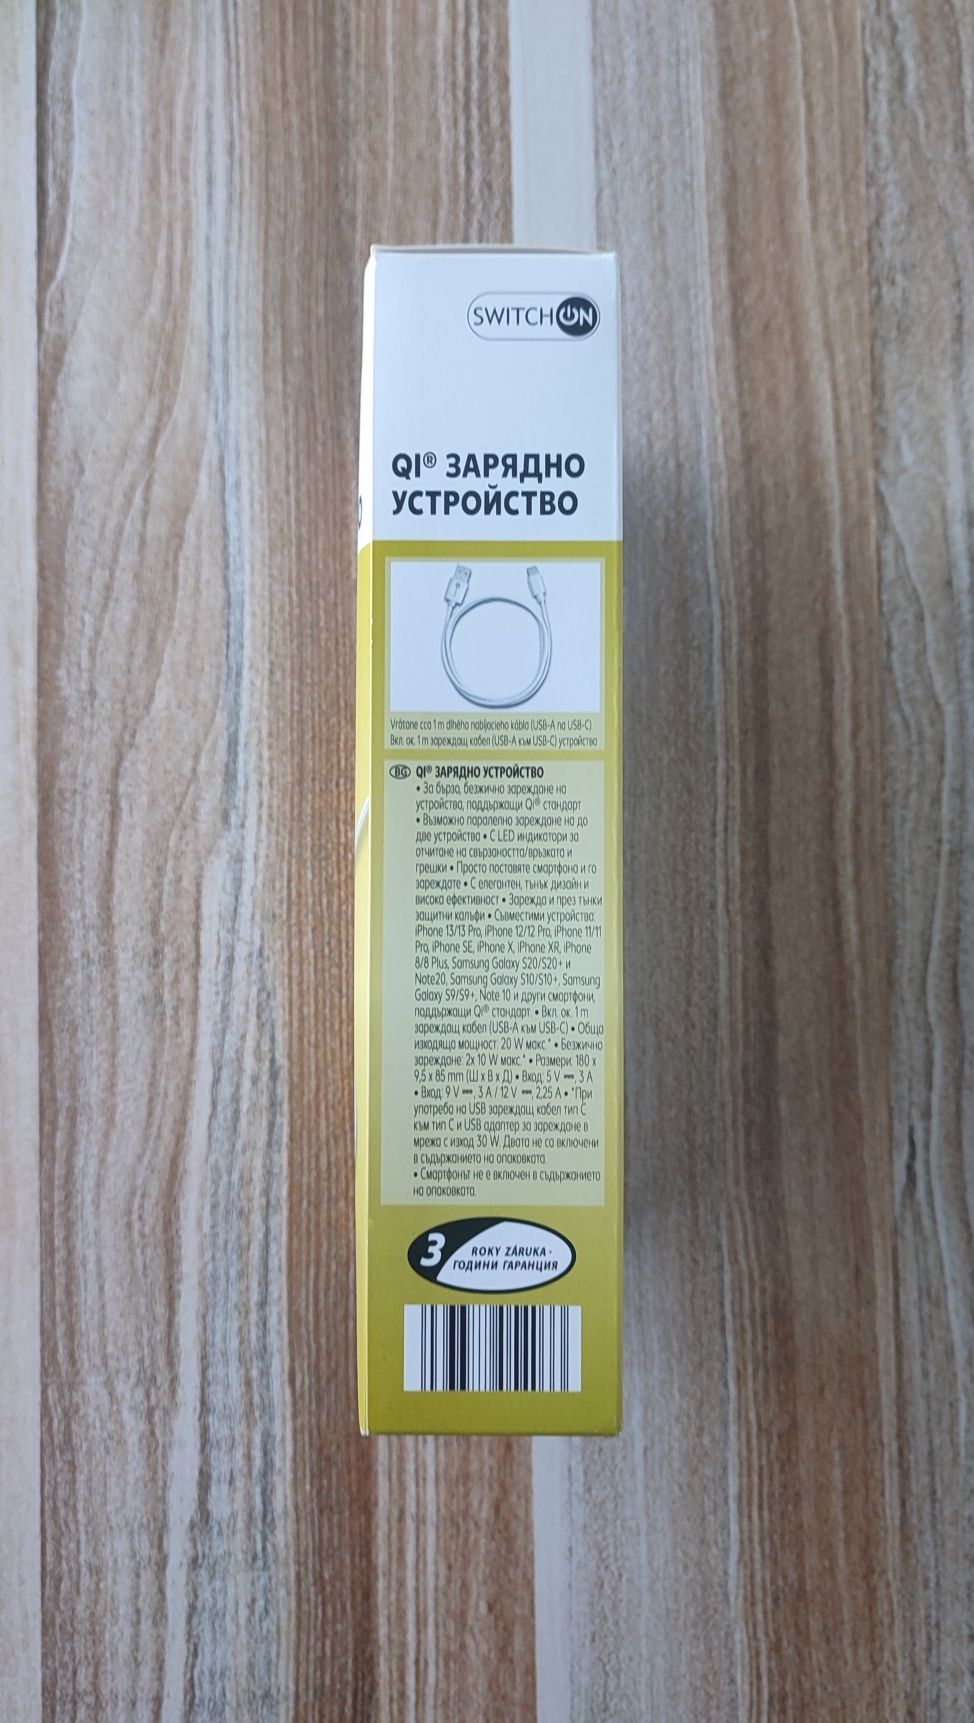 SWITCH ON
QI® ЗАРЯДНО
УСТРОЙСТВО
Vrátane cca 1 m dlhého nabíjacieho kábla (USB-A na USB-C)
Вкл. ок. 1 m зареждащ кабел (USB-A към USB-C) устройства
BG QI® ЗАРЯДНО УСТРОЙСТВО
• За бързо, безжично зареждане на
устройства, поддържащи QI® стандарт
• Възможно паралелно зареждане на до
две устройства • С LED индикатори за
отчитане на свързаността/връзката и
грешки • Просто поставяте смартфона и го
зареждате • С елегантен, тънък дизайн и
висока ефективност • Зарежда и през тънки
защитни калъфи • Съвместими устройства:
iPhone 13/13 Pro, iPhone 12/12 Pro, iPhone 11/11
Pro, iPhone SE, iPhone X, iPhone XR, iPhone
8/8 Plus, Samsung Galaxy S20/S20+ и
Note20, Samsung Galaxy S10/S10+, Samsung
Galaxy S9/S9+, Note 10 и други смартфони,
поддържащи QI® стандарт. • Вкл. ок. 1 m
зареждащ кабел (USB-A към USB-C) • Обща
изходяща мощност: 20 W макс.* • Безжично
зареждане: 2x 10 W макс.* • Размери: 180 x
9,5 x 85 mm (Ш x В x Д) • Вход: 5 V ⎓, 3 A
• Вход: 9 V ⎓, 3 A / 12 V ⎓, 2,25 A • *При
употреба на USB зареждащ кабел тип C
към тип C и USB адаптер за зареждане в
мрежа с изход 30 W. Двата не са включени
в съдържанието на опаковката.
• Смартфонът не е включен в съдържанието
на опаковката.
3 ROKY ZÁRUKA ·
ГОДИНИ ГАРАНЦИЯ